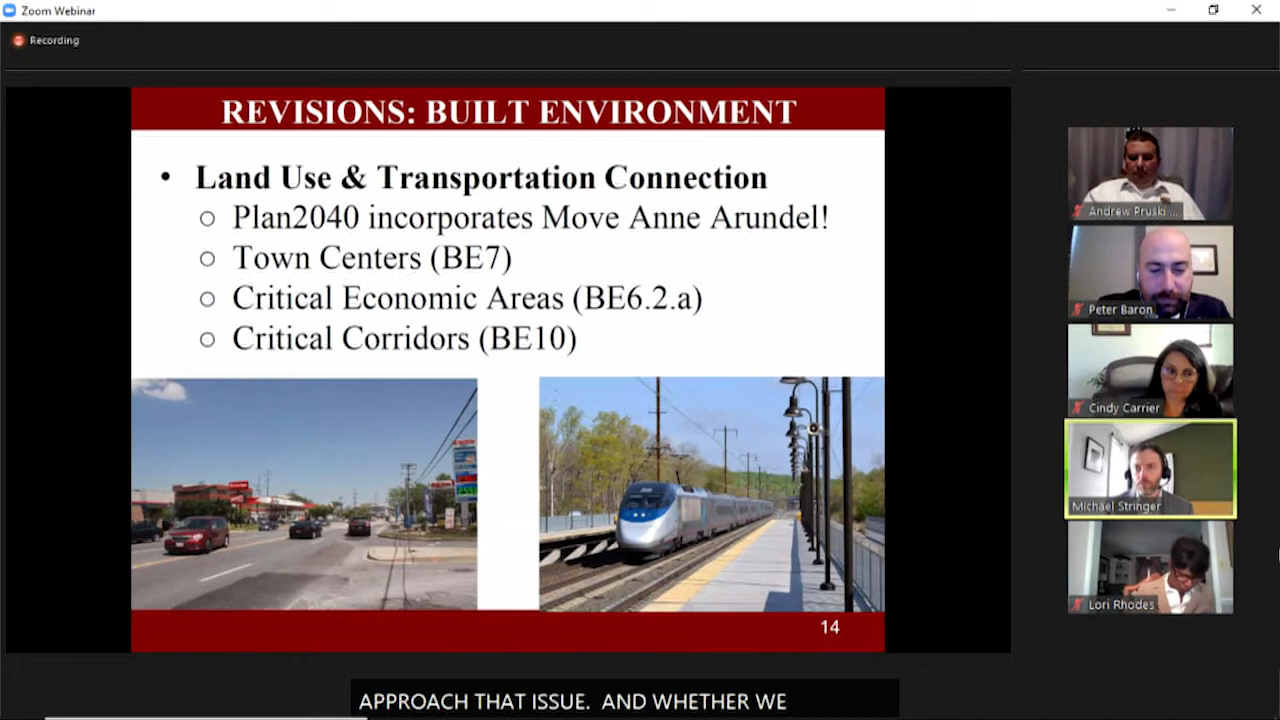 Zoom Webinar
Recording
REVISIONS: BUILT ENVIRONMENT
• Land Use & Transportation Connection
○ Plan2040 incorporates Move Anne Arundel!
○ Town Centers (BE7)
○ Critical Economic Areas (BE6.2.a)
○ Critical Corridors (BE10)
14
Andrew Pruski ...
Peter Baron
Cindy Carrier
Michael Stringer
Lori Rhodes
APPROACH THAT ISSUE. AND WHETHER WE